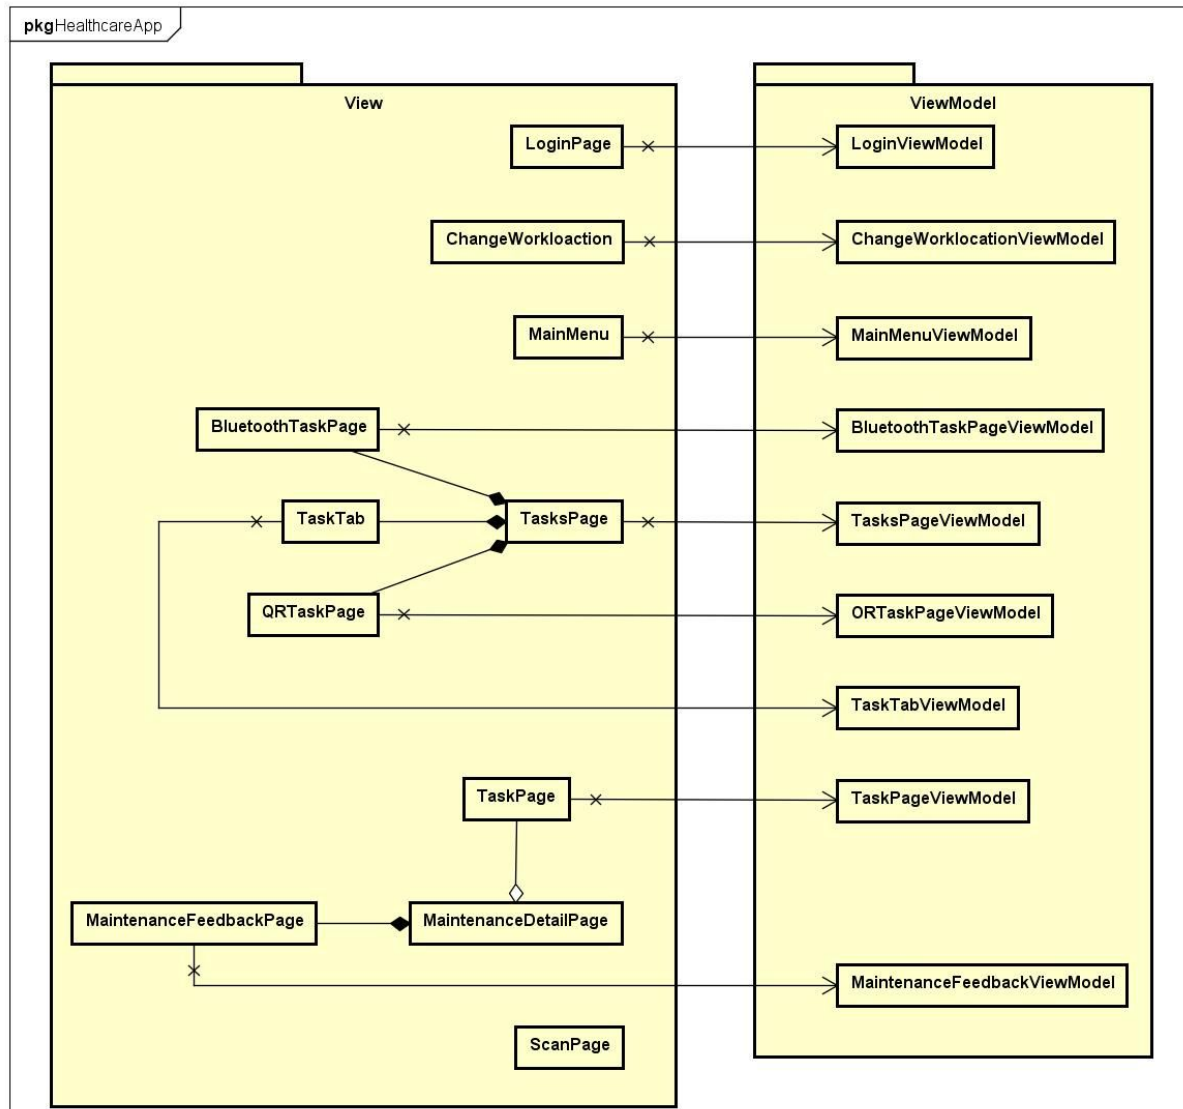 pkgHealthcareApp
View
ViewModel
LoginPage
LoginViewModel
ChangeWorkloaction
ChangeWorklocationViewModel
MainMenu
MainMenuViewModel
BluetoothTaskPage
BluetoothTaskPageViewModel
TaskTab
TasksPage
TasksPageViewModel
QRTaskPage
ORTaskPageViewModel
TaskTabViewModel
TaskPage
TaskPageViewModel
MaintenanceFeedbackPage
MaintenanceDetailPage
MaintenanceFeedbackViewModel
ScanPage